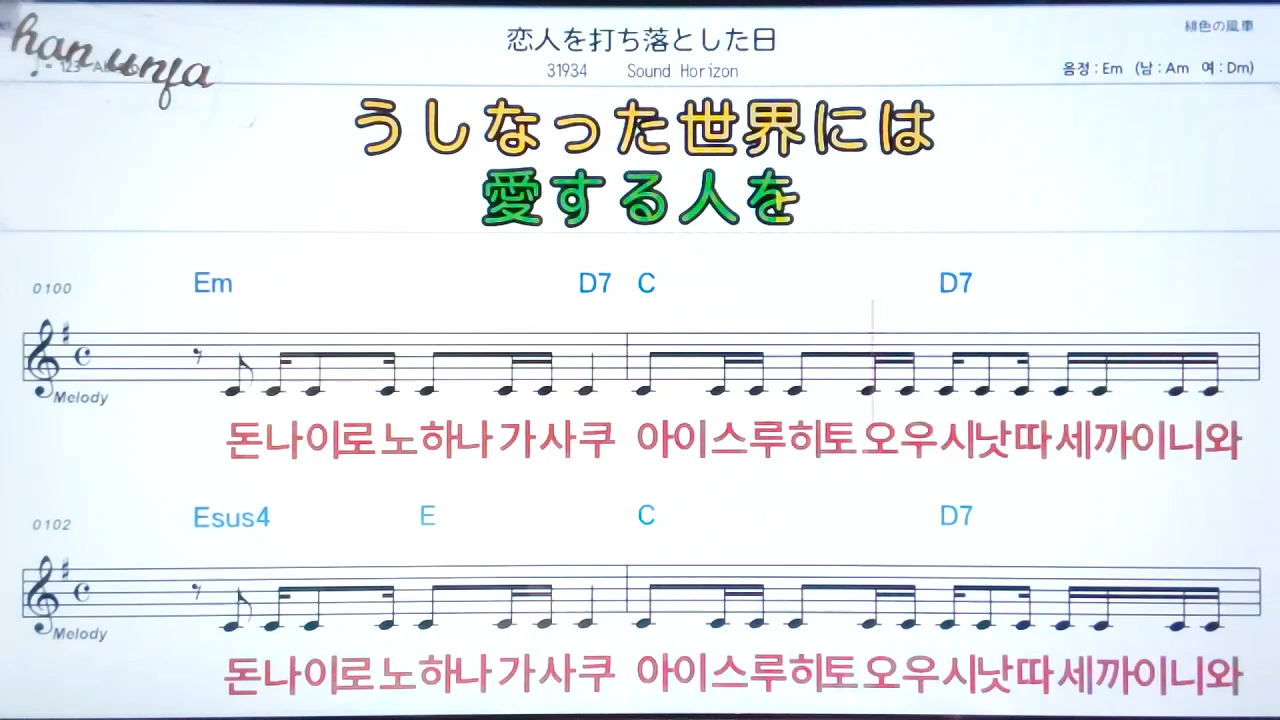 han unfa
緋色の風車
恋人を打ち落とした日
31934 Sound Horizon
음정 : Em (남 : Am 여 : Dm)
うしなった世界には
愛する人を
Em D7 C D7
0100
Melody
돈나이로노하나 가사쿠 아이스루히토오우시낫따세까이니와
Esus4 E C D7
0102
Melody
돈나이로노하나 가사쿠 아이스루히토오우시낫따세까이니와